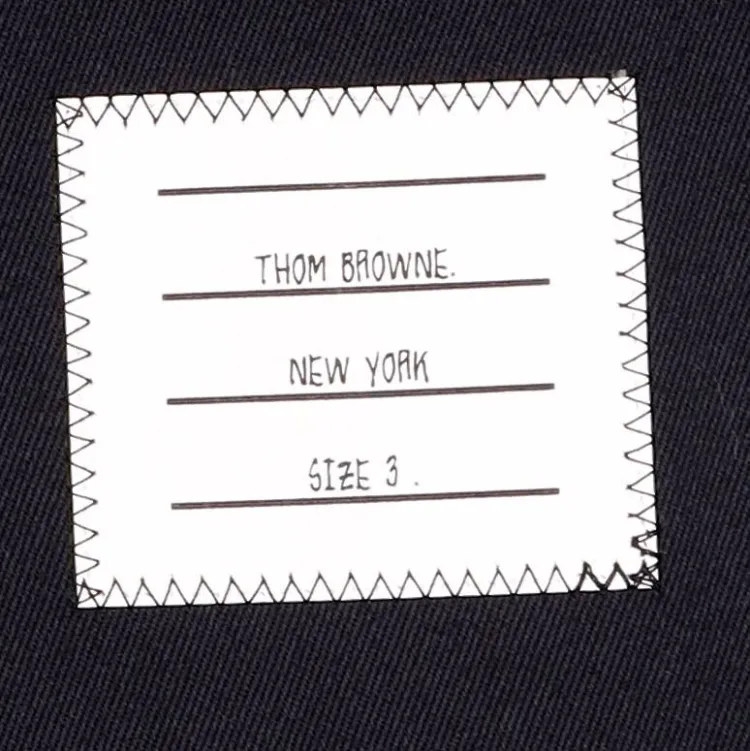 THOM BROWNE.
NEW YORK
SIZE 3 .